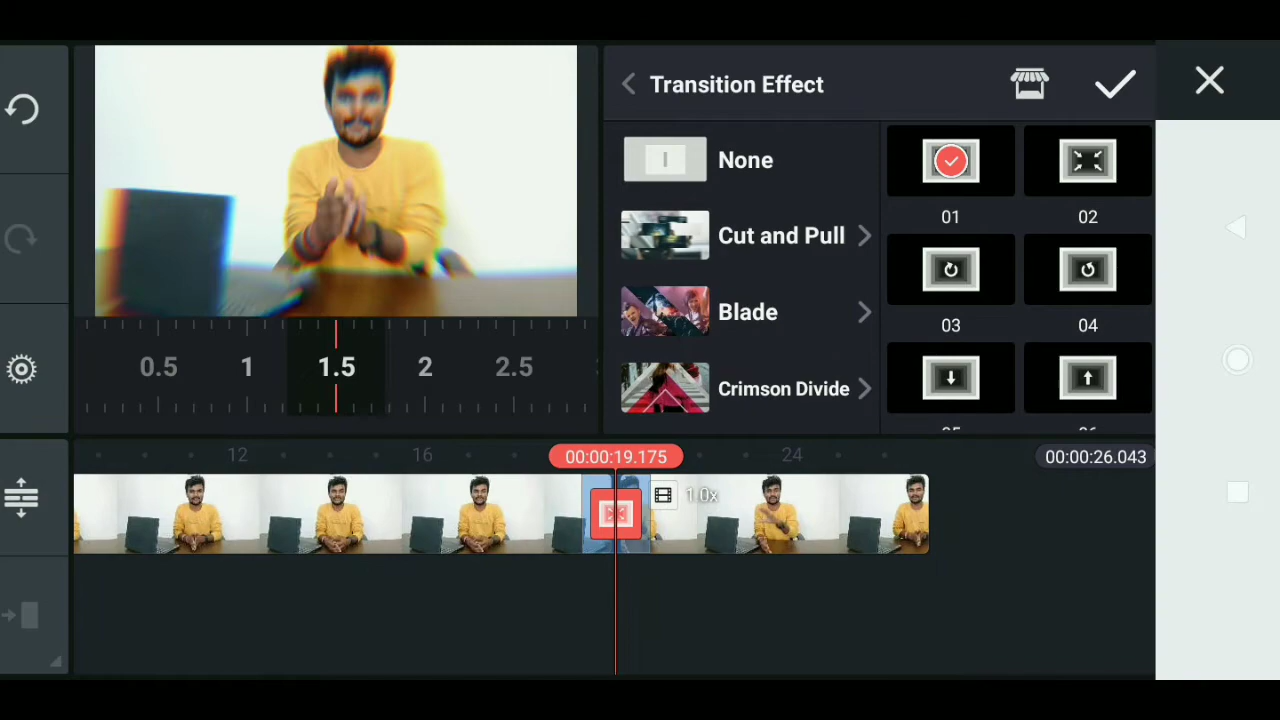 Transition Effect
None
Cut and Pull
Blade
Crimson Divide
01
02
03
04
0.5
1
1.5
2
2.5
12
16
00:00:19.175
24
00:00:26.043
1.0x